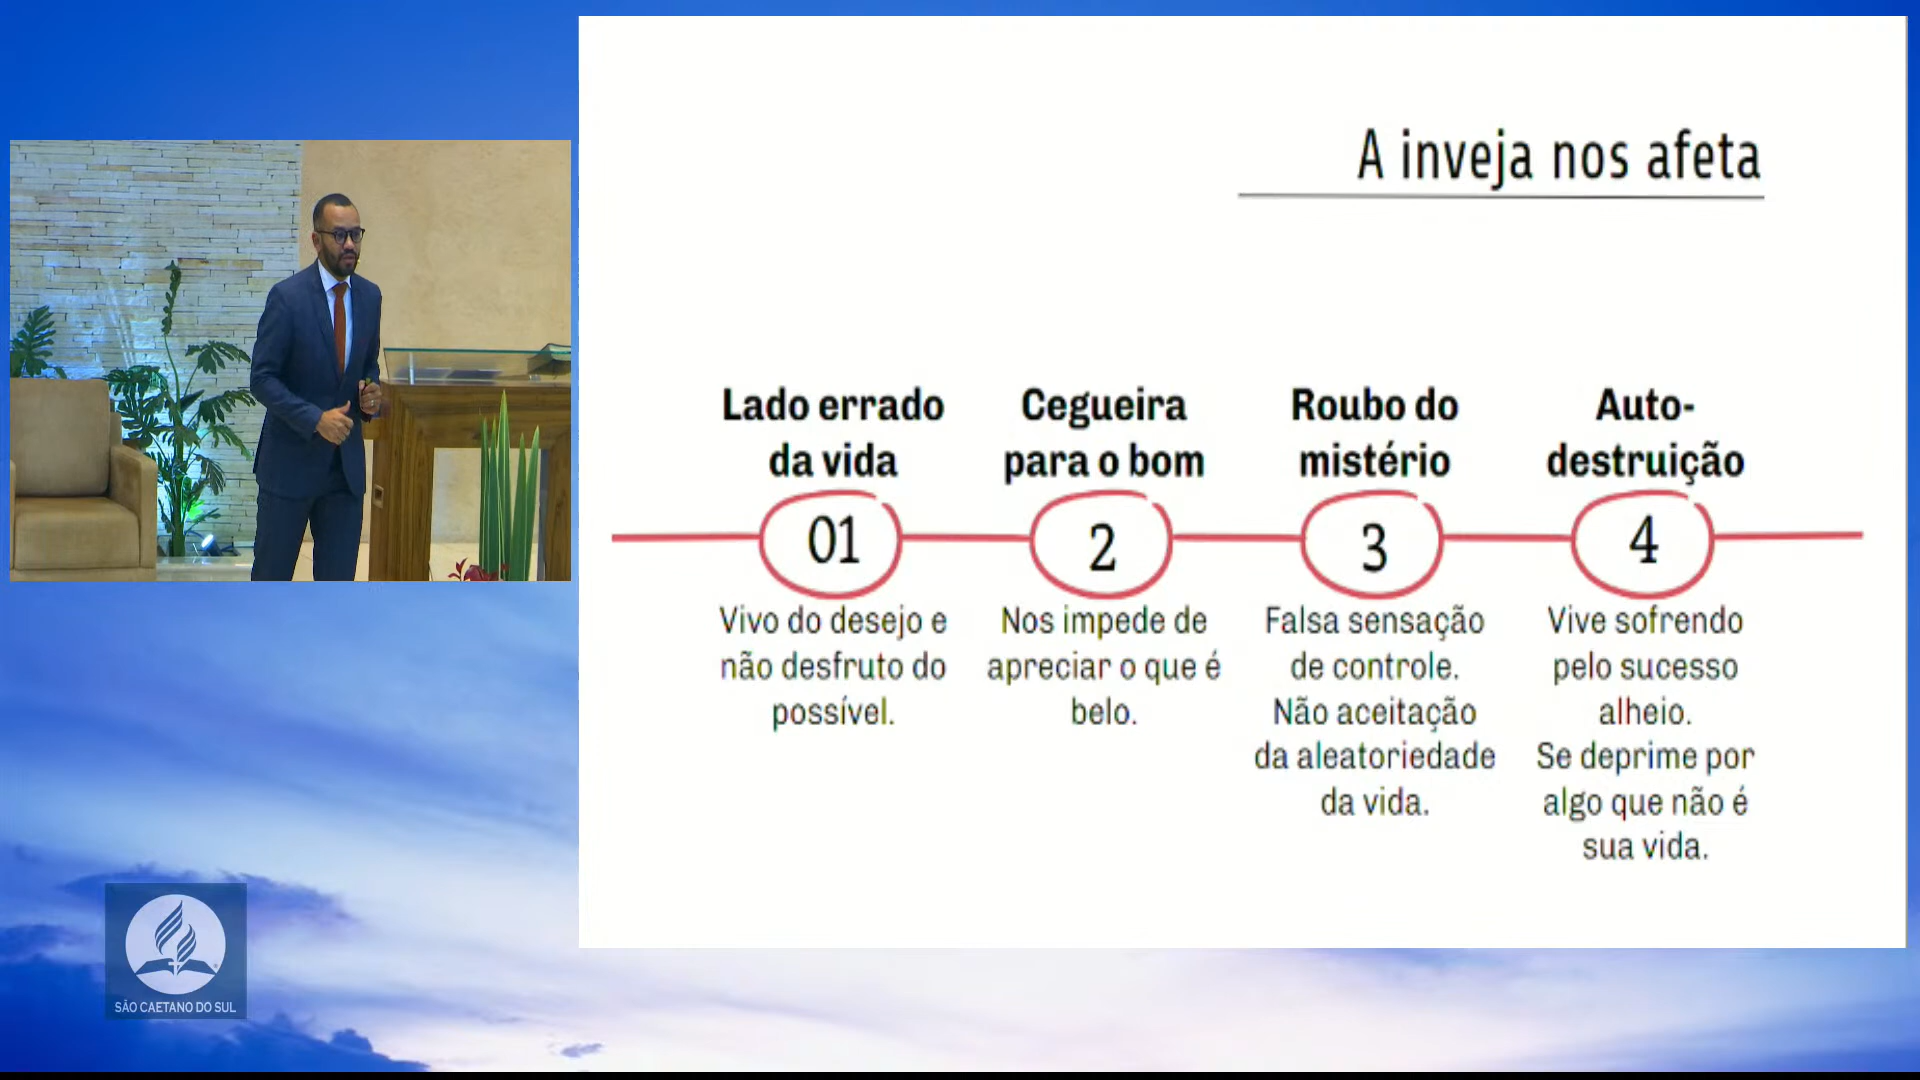 A inveja nos afeta
Lado errado
da vida
01
Vivo do desejo e
não desfruto do
possível.
Cegueira
para o bom
2
Nos impede de
apreciar o que é
belo.
Roubo do
mistério
3
Falsa sensação
de controle.
Não aceitação
da aleatoriedade
da vida.
Auto-
destruição
4
Vive sofrendo
pelo sucesso
alheio.
Se deprime por
algo que não é
sua vida.
SÃO CAETANO DO SUL